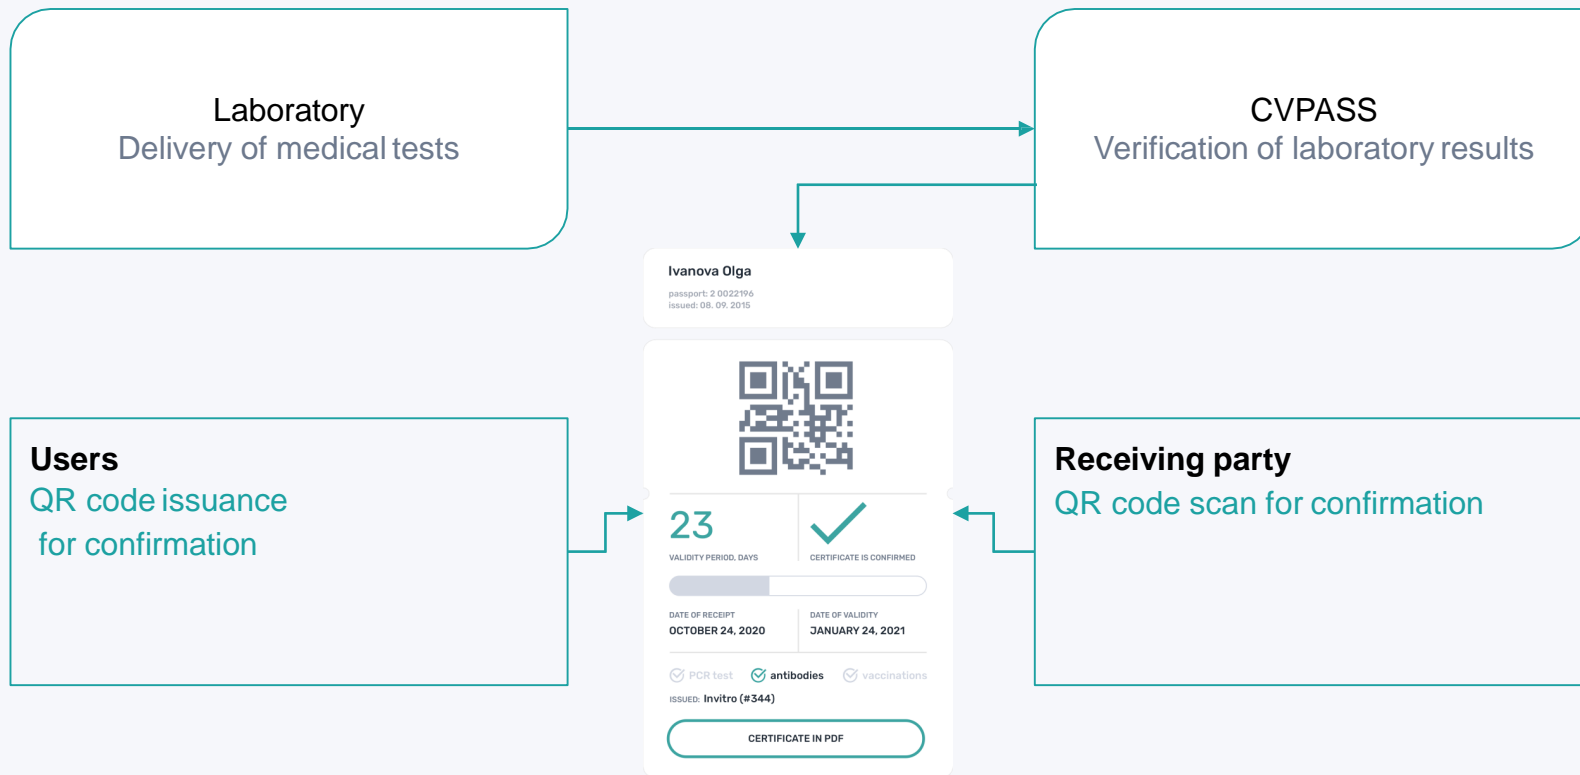 Laboratory
Delivery of medical tests
CVPASS
Verification of laboratory results
Ivanova Olga
passport: 2 0022196
issued: 08. 09. 2015
Users
QR code issuance
for confirmation
Receiving party
QR code scan for confirmation
23
VALIDITY PERIOD, DAYS
CERTIFICATE IS CONFIRMED
DATE OF RECEIPT
OCTOBER 24, 2020
DATE OF VALIDITY
JANUARY 24, 2021
PCR test antibodies vaccinations
ISSUED: Invitro (#344)
CERTIFICATE IN PDF